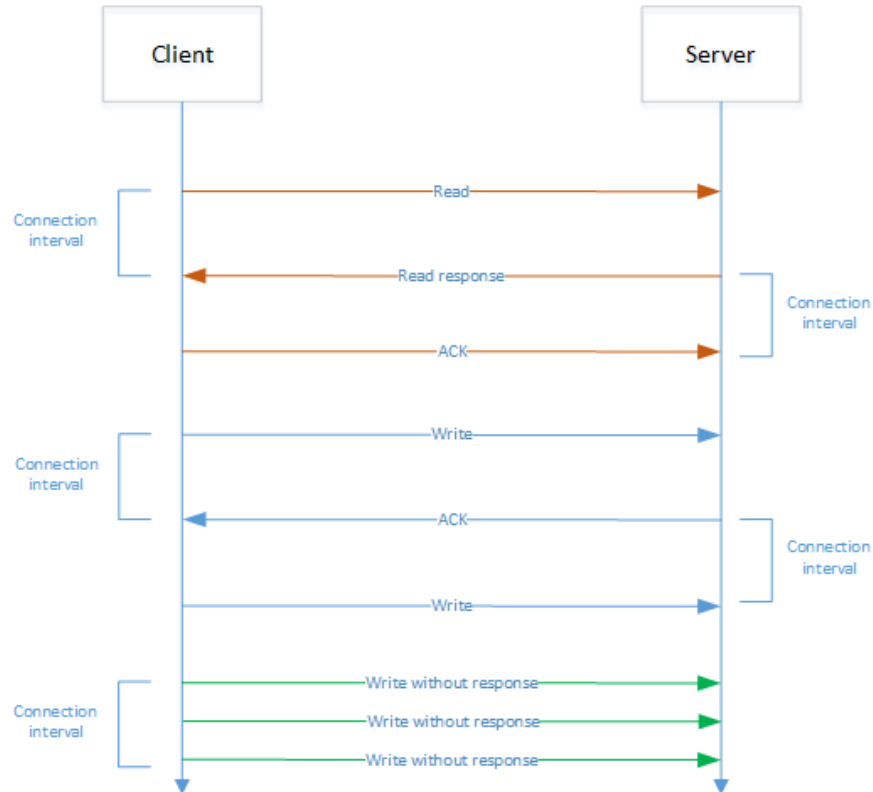 Client
Server
Read
Connection
interval
Read response
Connection
interval
ACK
Write
Connection
interval
ACK
Connection
interval
Write
Write without response
Connection
interval
Write without response
Write without response